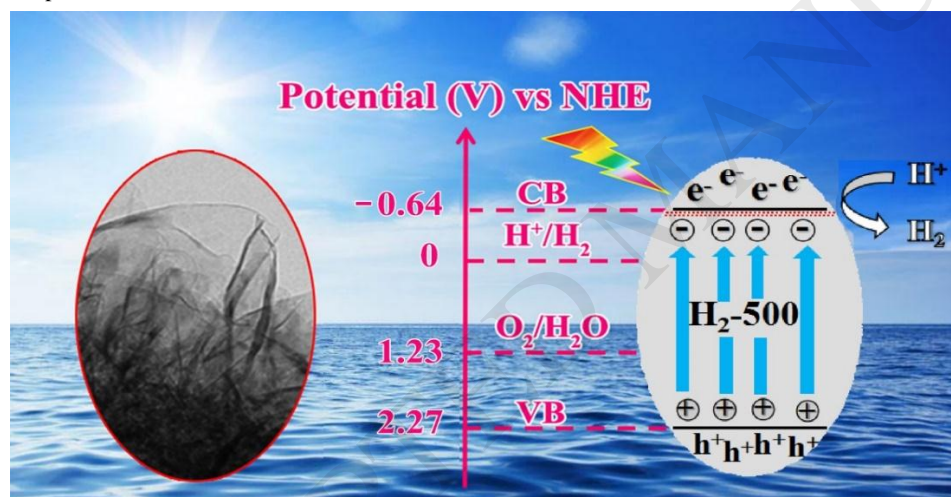 Potential (V) vs NHE
-0.64
CB
H⁺/H₂
0
O₂/H₂O
1.23
2.27
VB
e⁻ e⁻ e⁻ e⁻
H⁺
H₂
− − − −
H₂-500
+ + + +
h⁺ h⁺ h⁺ h⁺